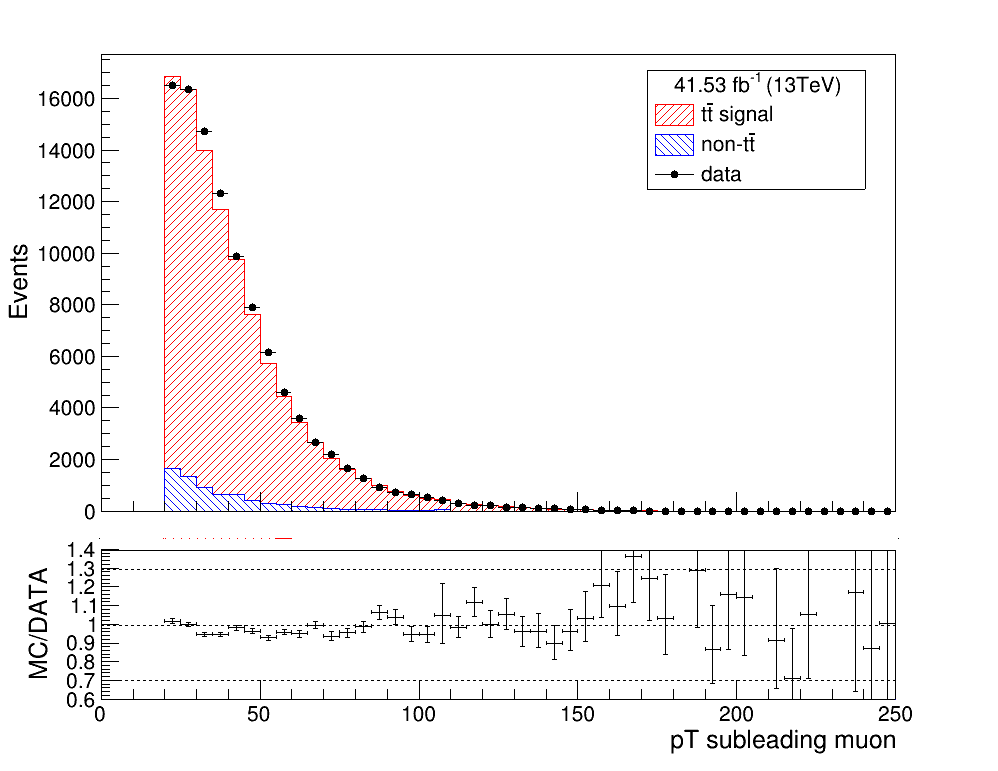 41.53 fb⁻¹ (13TeV)
tt̄ signal
non-tt̄
data
Events
16000
14000
12000
10000
8000
6000
4000
2000
0
MC/DATA
1.4
1.3
1.2
1.1
1
0.9
0.8
0.7
0.6
0 50 100 150 200 250
pT subleading muon